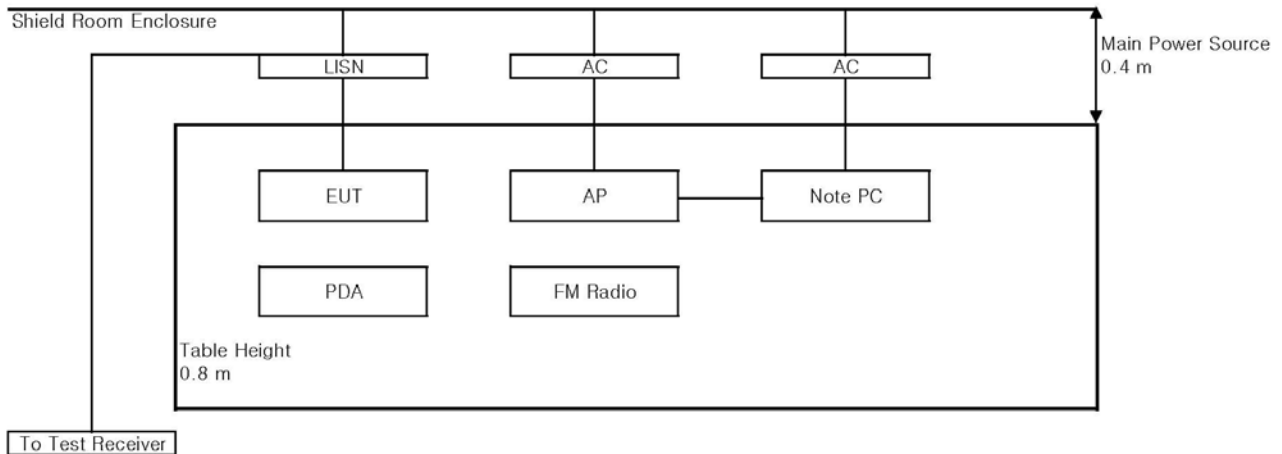 Shield Room Enclosure
Main Power Source
0.4 m
LISN
AC
AC
EUT
AP
Note PC
PDA
FM Radio
Table Height
0.8 m
To Test Receiver